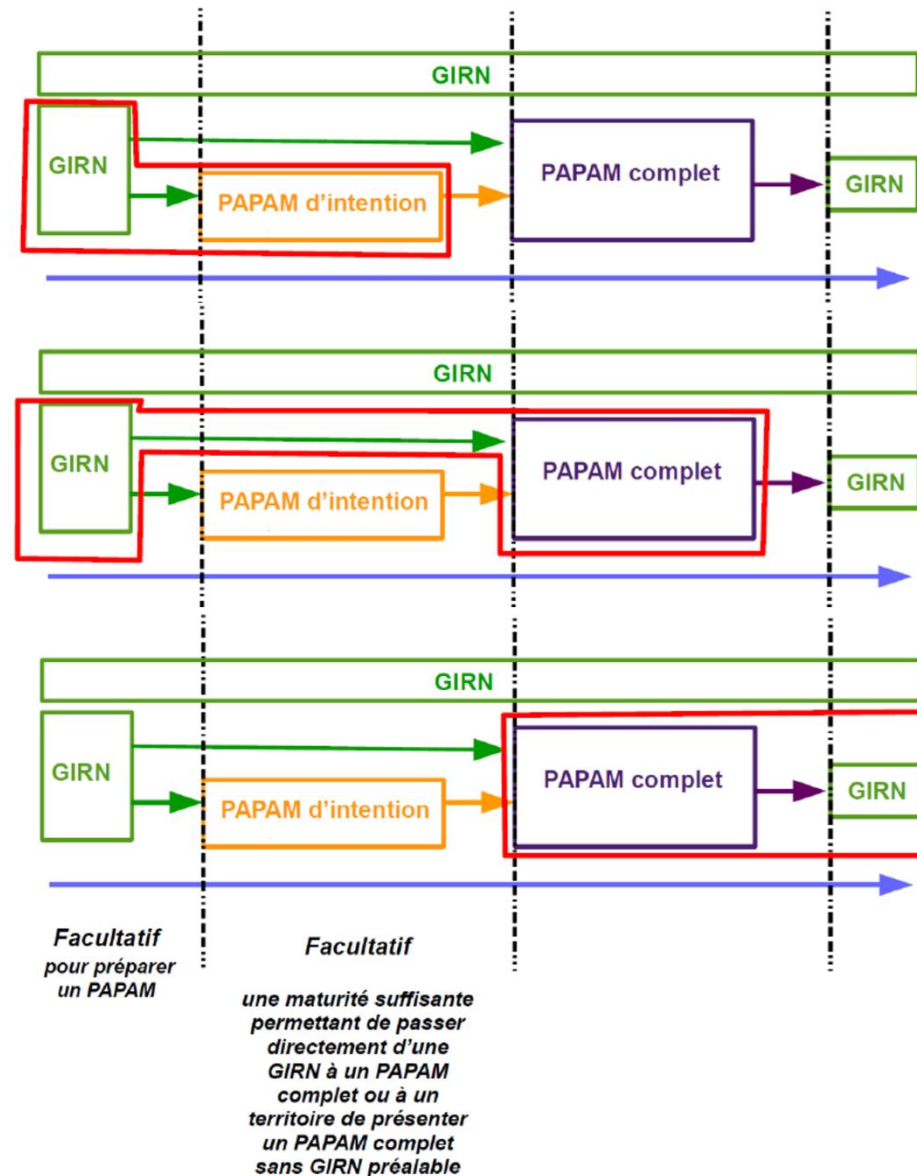 GIRN
GIRN
PAPAM d'intention
PAPAM complet
GIRN
GIRN
GIRN
PAPAM d'intention
PAPAM complet
GIRN
GIRN
GIRN
PAPAM d'intention
PAPAM complet
GIRN
Facultatif
pour préparer
un PAPAM
Facultatif
une maturité suffisante
permettant de passer
directement d'une
GIRN à un PAPAM
complet ou à un
territoire de présenter
un PAPAM complet
sans GIRN préalable